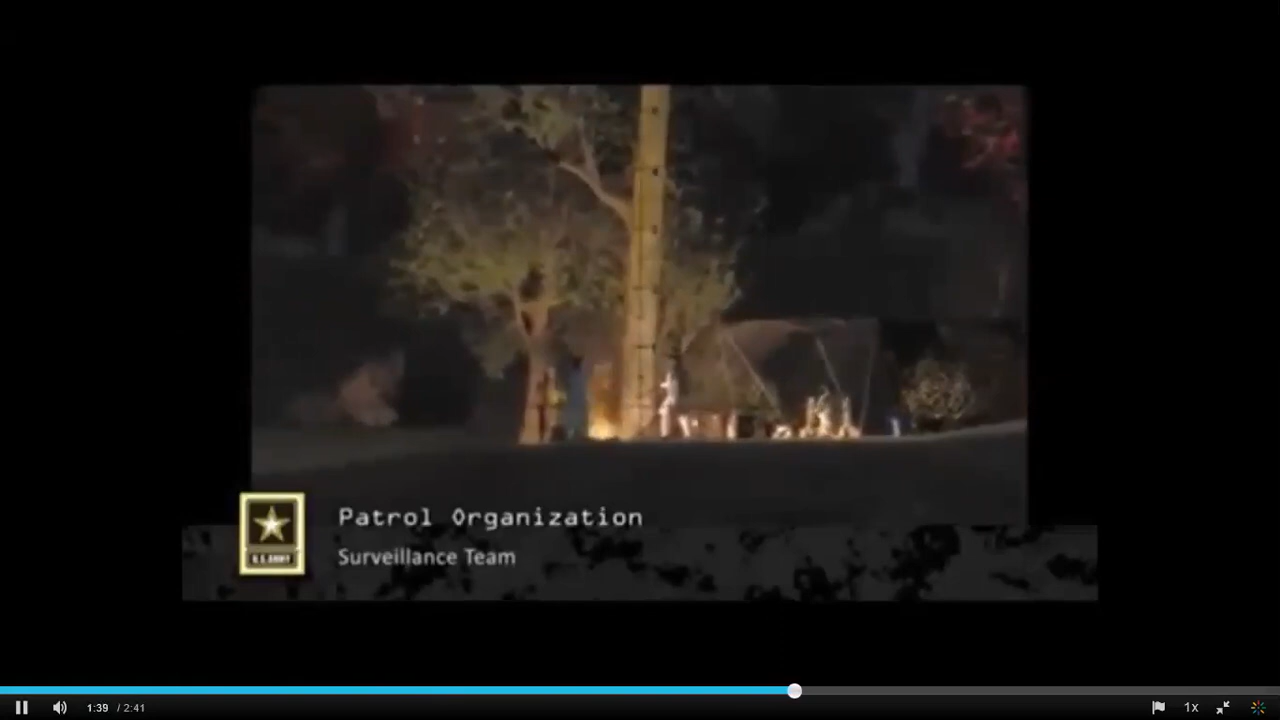 Patrol Organization
Surveillance Team
U.S.ARMY
1:39 / 2:41
1x